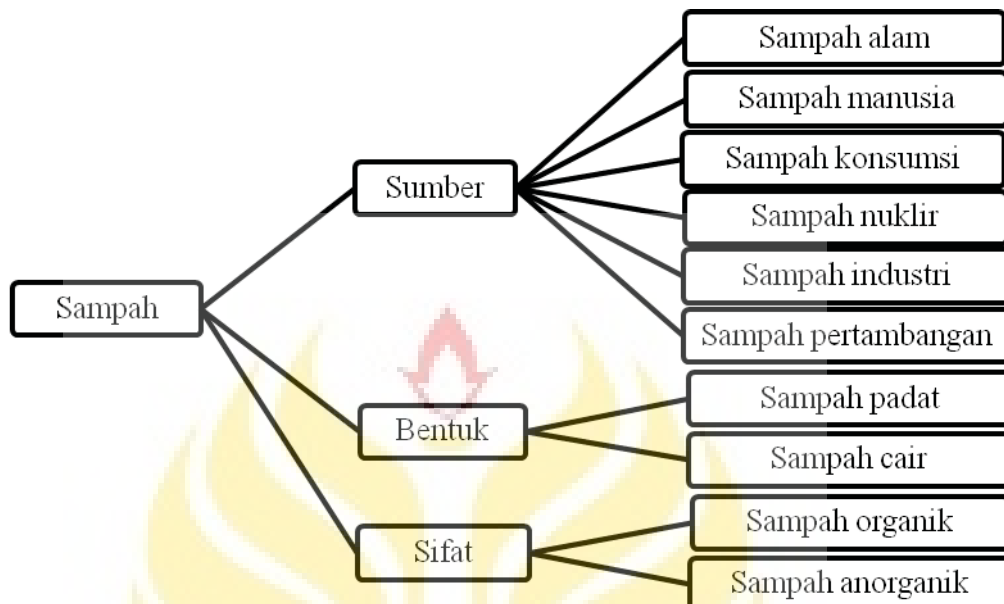 Sampah
Sumber
Sampah alam
Sampah manusia
Sampah konsumsi
Sampah nuklir
Sampah industri
Sampah pertambangan
Bentuk
Sampah padat
Sampah cair
Sifat
Sampah organik
Sampah anorganik